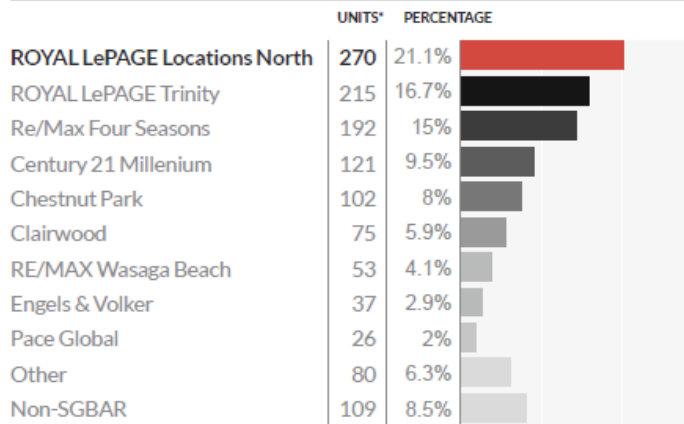 UNITS* PERCENTAGE
ROYAL LePAGE Locations North 270 21.1%
ROYAL LePAGE Trinity 215 16.7%
Re/Max Four Seasons 192 15%
Century 21 Millenium 121 9.5%
Chestnut Park 102 8%
Clairwood 75 5.9%
RE/MAX Wasaga Beach 53 4.1%
Engels & Volker 37 2.9%
Pace Global 26 2%
Other 80 6.3%
Non-SGBAR 109 8.5%